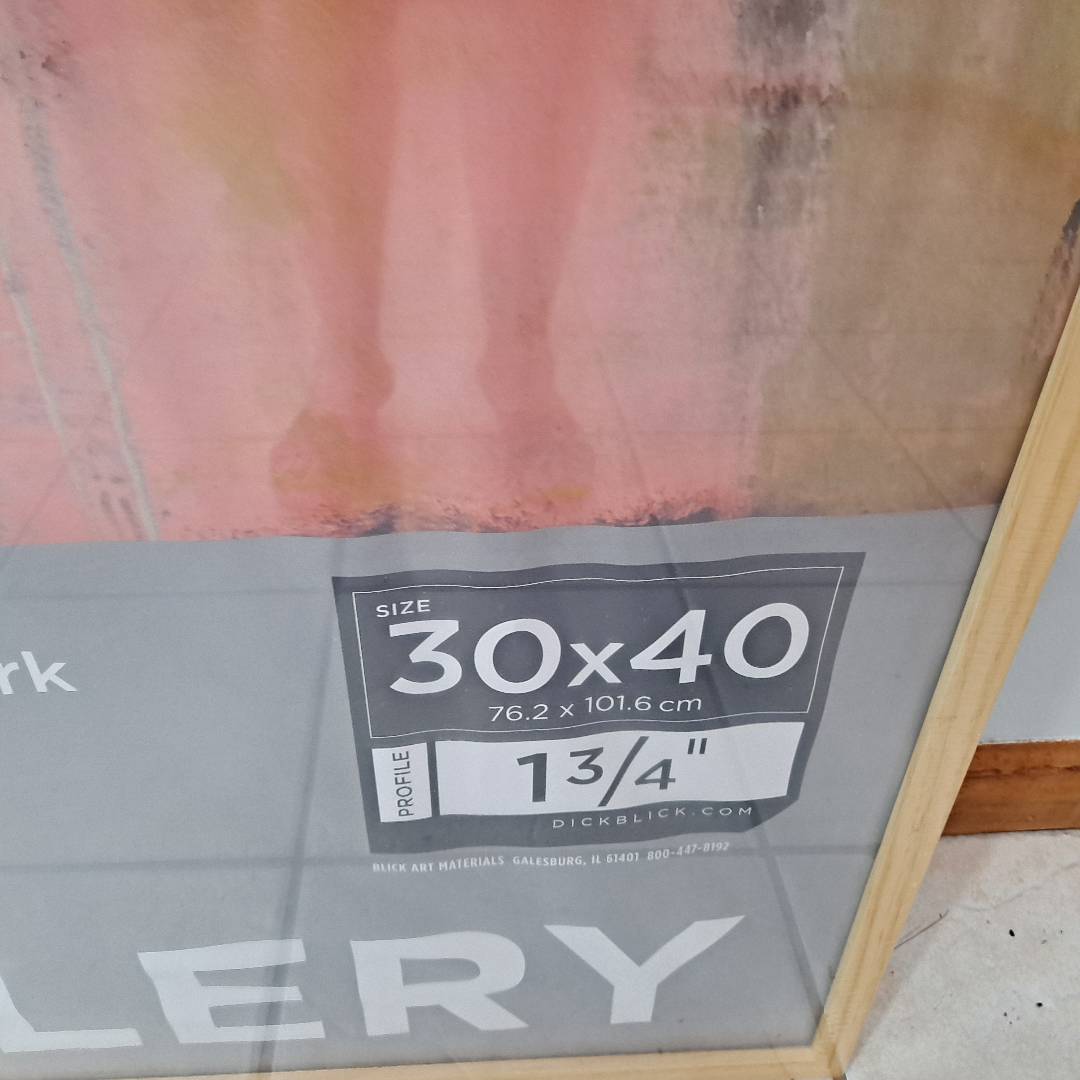 SIZE
30x40
76.2 x 101.6 cm
rk
PROFILE
1 3/4"
DICKBLICK.COM
BLICK ART MATERIALS GALESBURG, IL 61401 800-447-8192
LERY